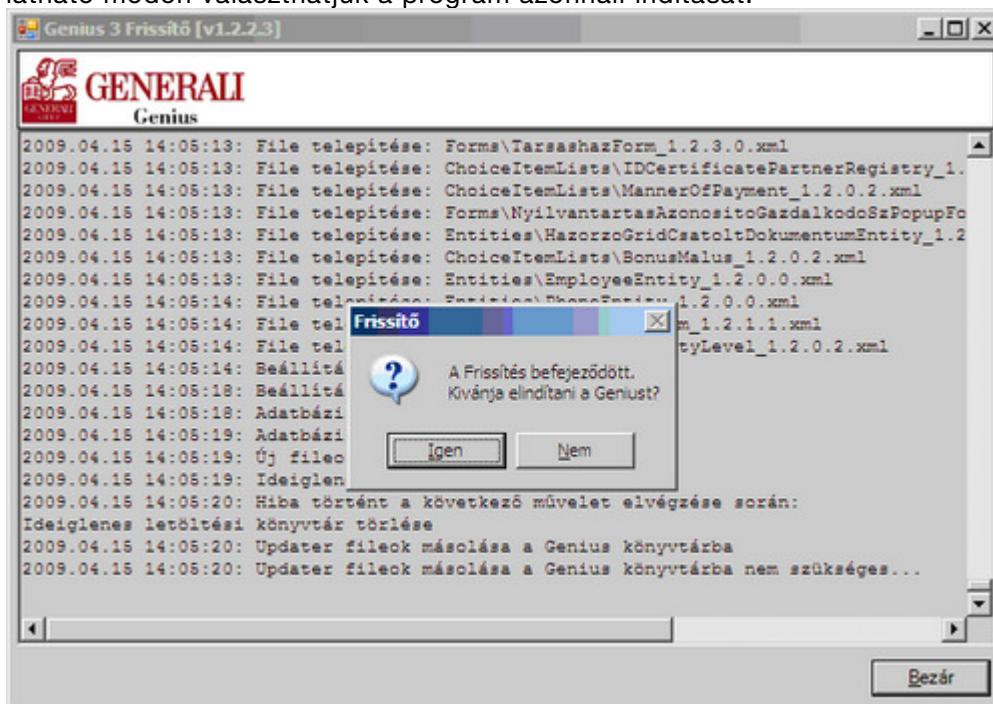 látható módon választhatjuk a program azonnali indítását.
Genius 3 Frissítő [v1.2.2.3]
GENERALI
Genius
2009.04.15 14:05:13: File telepítése: Forms\TarsashazForm_1.2.3.0.xml
2009.04.15 14:05:13: File telepítése: ChoiceItemLists\IDCertificatePartnerRegistry_1.
2009.04.15 14:05:13: File telepítése: ChoiceItemLists\MannerOfPayment_1.2.0.2.xml
2009.04.15 14:05:13: File telepítése: Forms\NyilvantartasAzonositoGazdalkodoSzPopupFo
2009.04.15 14:05:13: File telepítése: Entities\HazorzoGridCsatoltDokumentumEntity_1.2
2009.04.15 14:05:13: File telepítése: ChoiceItemLists\BonusMalus_1.2.0.2.xml
2009.04.15 14:05:13: File telepítése: Entities\EmployeeEntity_1.2.0.0.xml
2009.04.15 14:05:14: File telepítése: Entities\PhoneEntity_1.2.0.0.xml
2009.04.15 14:05:14: File tel m_1.2.1.1.xml
2009.04.15 14:05:14: File tel tyLevel_1.2.0.2.xml
2009.04.15 14:05:14: Beállítá
2009.04.15 14:05:18: Beállítá
2009.04.15 14:05:18: Adatbázi
2009.04.15 14:05:19: Adatbázi
2009.04.15 14:05:19: Új fileo
2009.04.15 14:05:19: Ideiglen
2009.04.15 14:05:20: Hiba történt a következő művelet elvégzése során:
Ideiglenes letöltési könyvtár törlése
2009.04.15 14:05:20: Updater fileok másolása a Genius könyvtárba
2009.04.15 14:05:20: Updater fileok másolása a Genius könyvtárba nem szükséges...
Frissítő
A Frissítés befejeződött.
Kivánja elindítani a Geniust?
Igen
Nem
Bezár